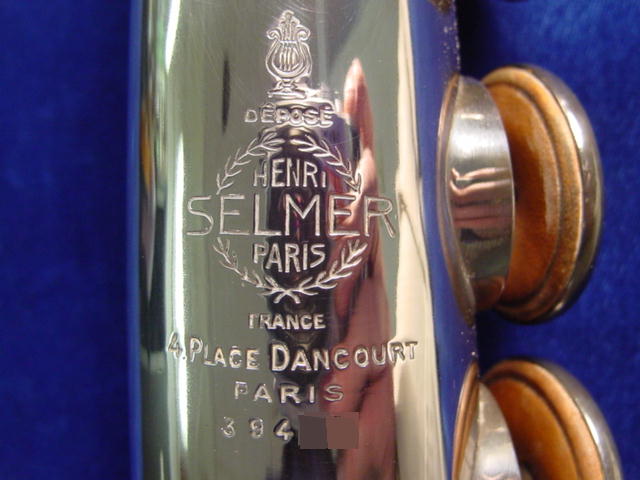 DÉPOSÉ
HENRI
SELMER
PARIS
FRANCE
4.PLACE DANCOURT
PARIS
394